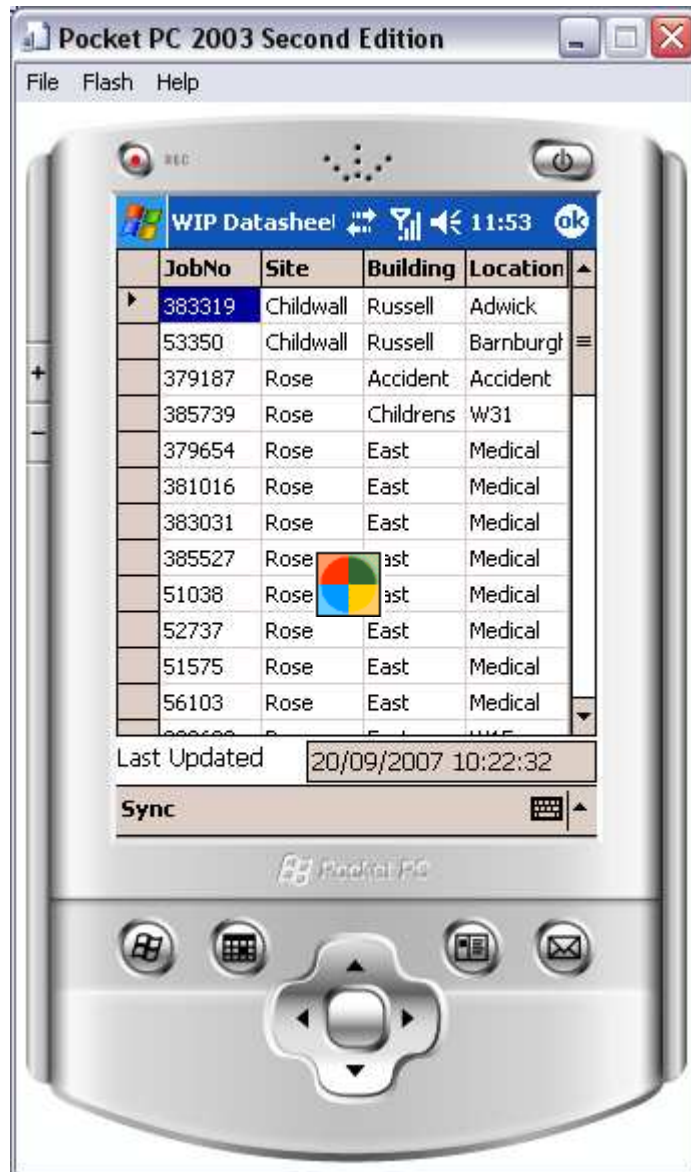 Pocket PC 2003 Second Edition
File Flash Help
REC
WIP Datasheet 11:53 ok
JobNo Site Building Location
383319 Childwall Russell Adwick
53350 Childwall Russell Barnburgh
379187 Rose Accident Accident
385739 Rose Childrens W31
379654 Rose East Medical
381016 Rose East Medical
383031 Rose East Medical
385527 Rose ast Medical
51038 Rose ast Medical
52737 Rose East Medical
51575 Rose East Medical
56103 Rose East Medical
Last Updated 20/09/2007 10:22:32
Sync
Pocket PC
+
-